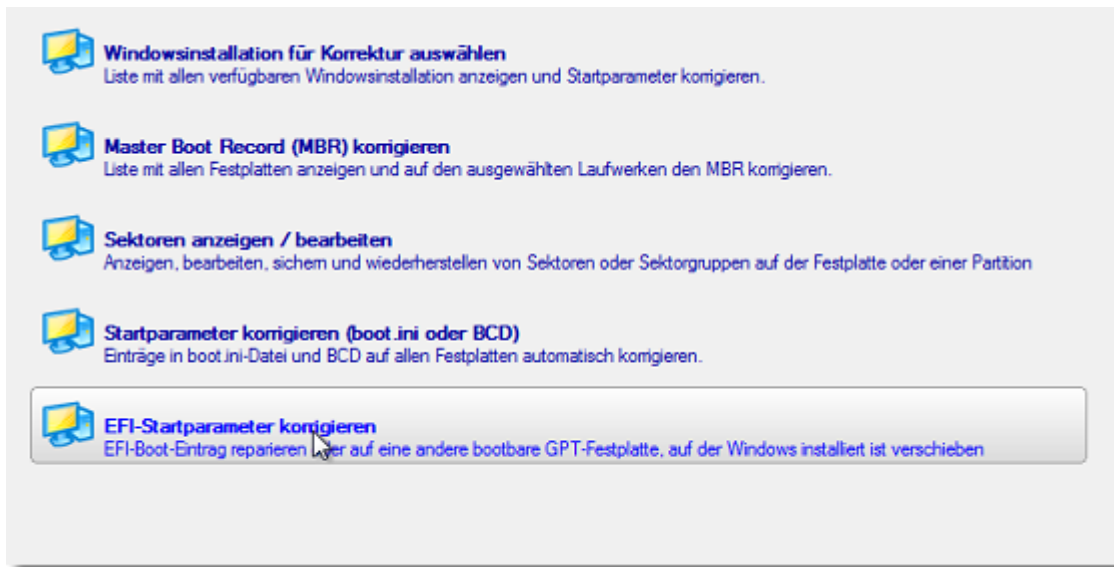 Windowsinstallation für Korrektur auswählen
Liste mit allen verfügbaren Windowsinstallation anzeigen und Startparameter korrigieren.
Master Boot Record (MBR) korrigieren
Liste mit allen Festplatten anzeigen und auf den ausgewählten Laufwerken den MBR korrigieren.
Sektoren anzeigen / bearbeiten
Anzeigen, bearbeiten, sichern und wiederherstellen von Sektoren oder Sektorgruppen auf der Festplatte oder einer Partition
Startparameter korrigieren (boot.ini oder BCD)
Einträge in boot.ini-Datei und BCD auf allen Festplatten automatisch korrigieren.
EFI-Startparameter korrigieren
EFI-Boot-Eintrag reparieren oder auf eine andere bootbare GPT-Festplatte, auf der Windows installiert ist verschieben